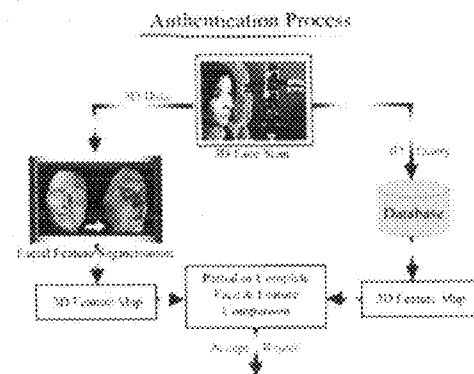 Authentication Process
3D Data
3D Face Scan
ID Query
Database
Facial Feature Segmentation
3D Feature Map
Partial or Complete
Face & Feature
Comparison
3D Feature Map
Accept Reject